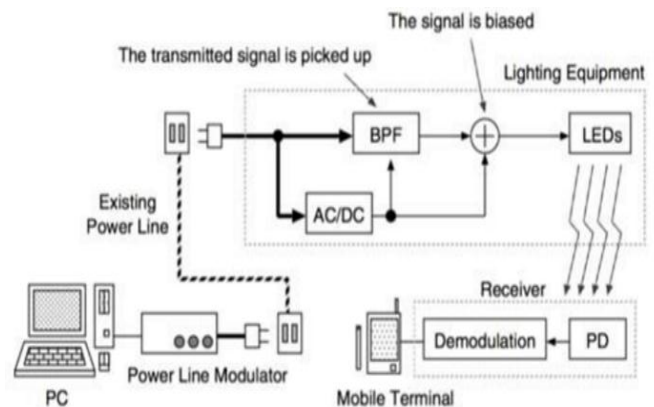 The signal is biased
The transmitted signal is picked up
Lighting Equipment
BPF
LEDs
AC/DC
Existing
Power Line
Receiver
Demodulation
PD
Power Line Modulator
PC
Mobile Terminal